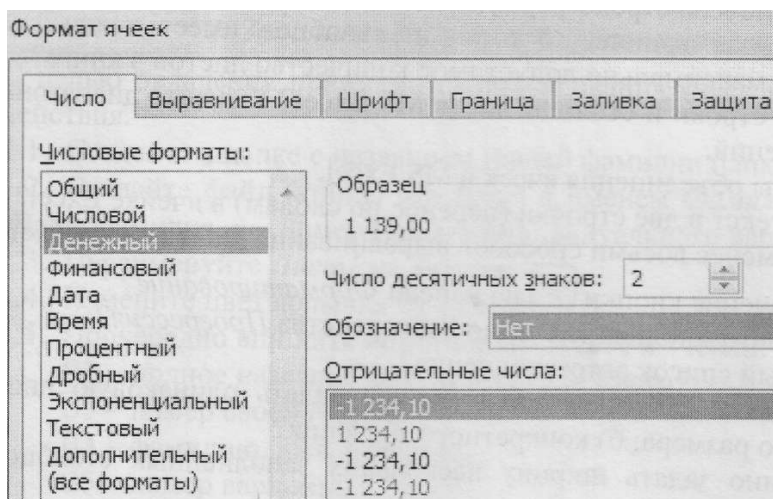 Формат ячеек
Число Выравнивание Шрифт Граница Заливка Защита
Числовые форматы:
Общий
Числовой
Денежный
Финансовый
Дата
Время
Процентный
Дробный
Экспоненциальный
Текстовый
Дополнительный
(все форматы)
Образец
1 139,00
Число десятичных знаков: 2
Обозначение: Нет
Отрицательные числа:
-1 234,10
1 234,10
-1 234,10
-1 234,10